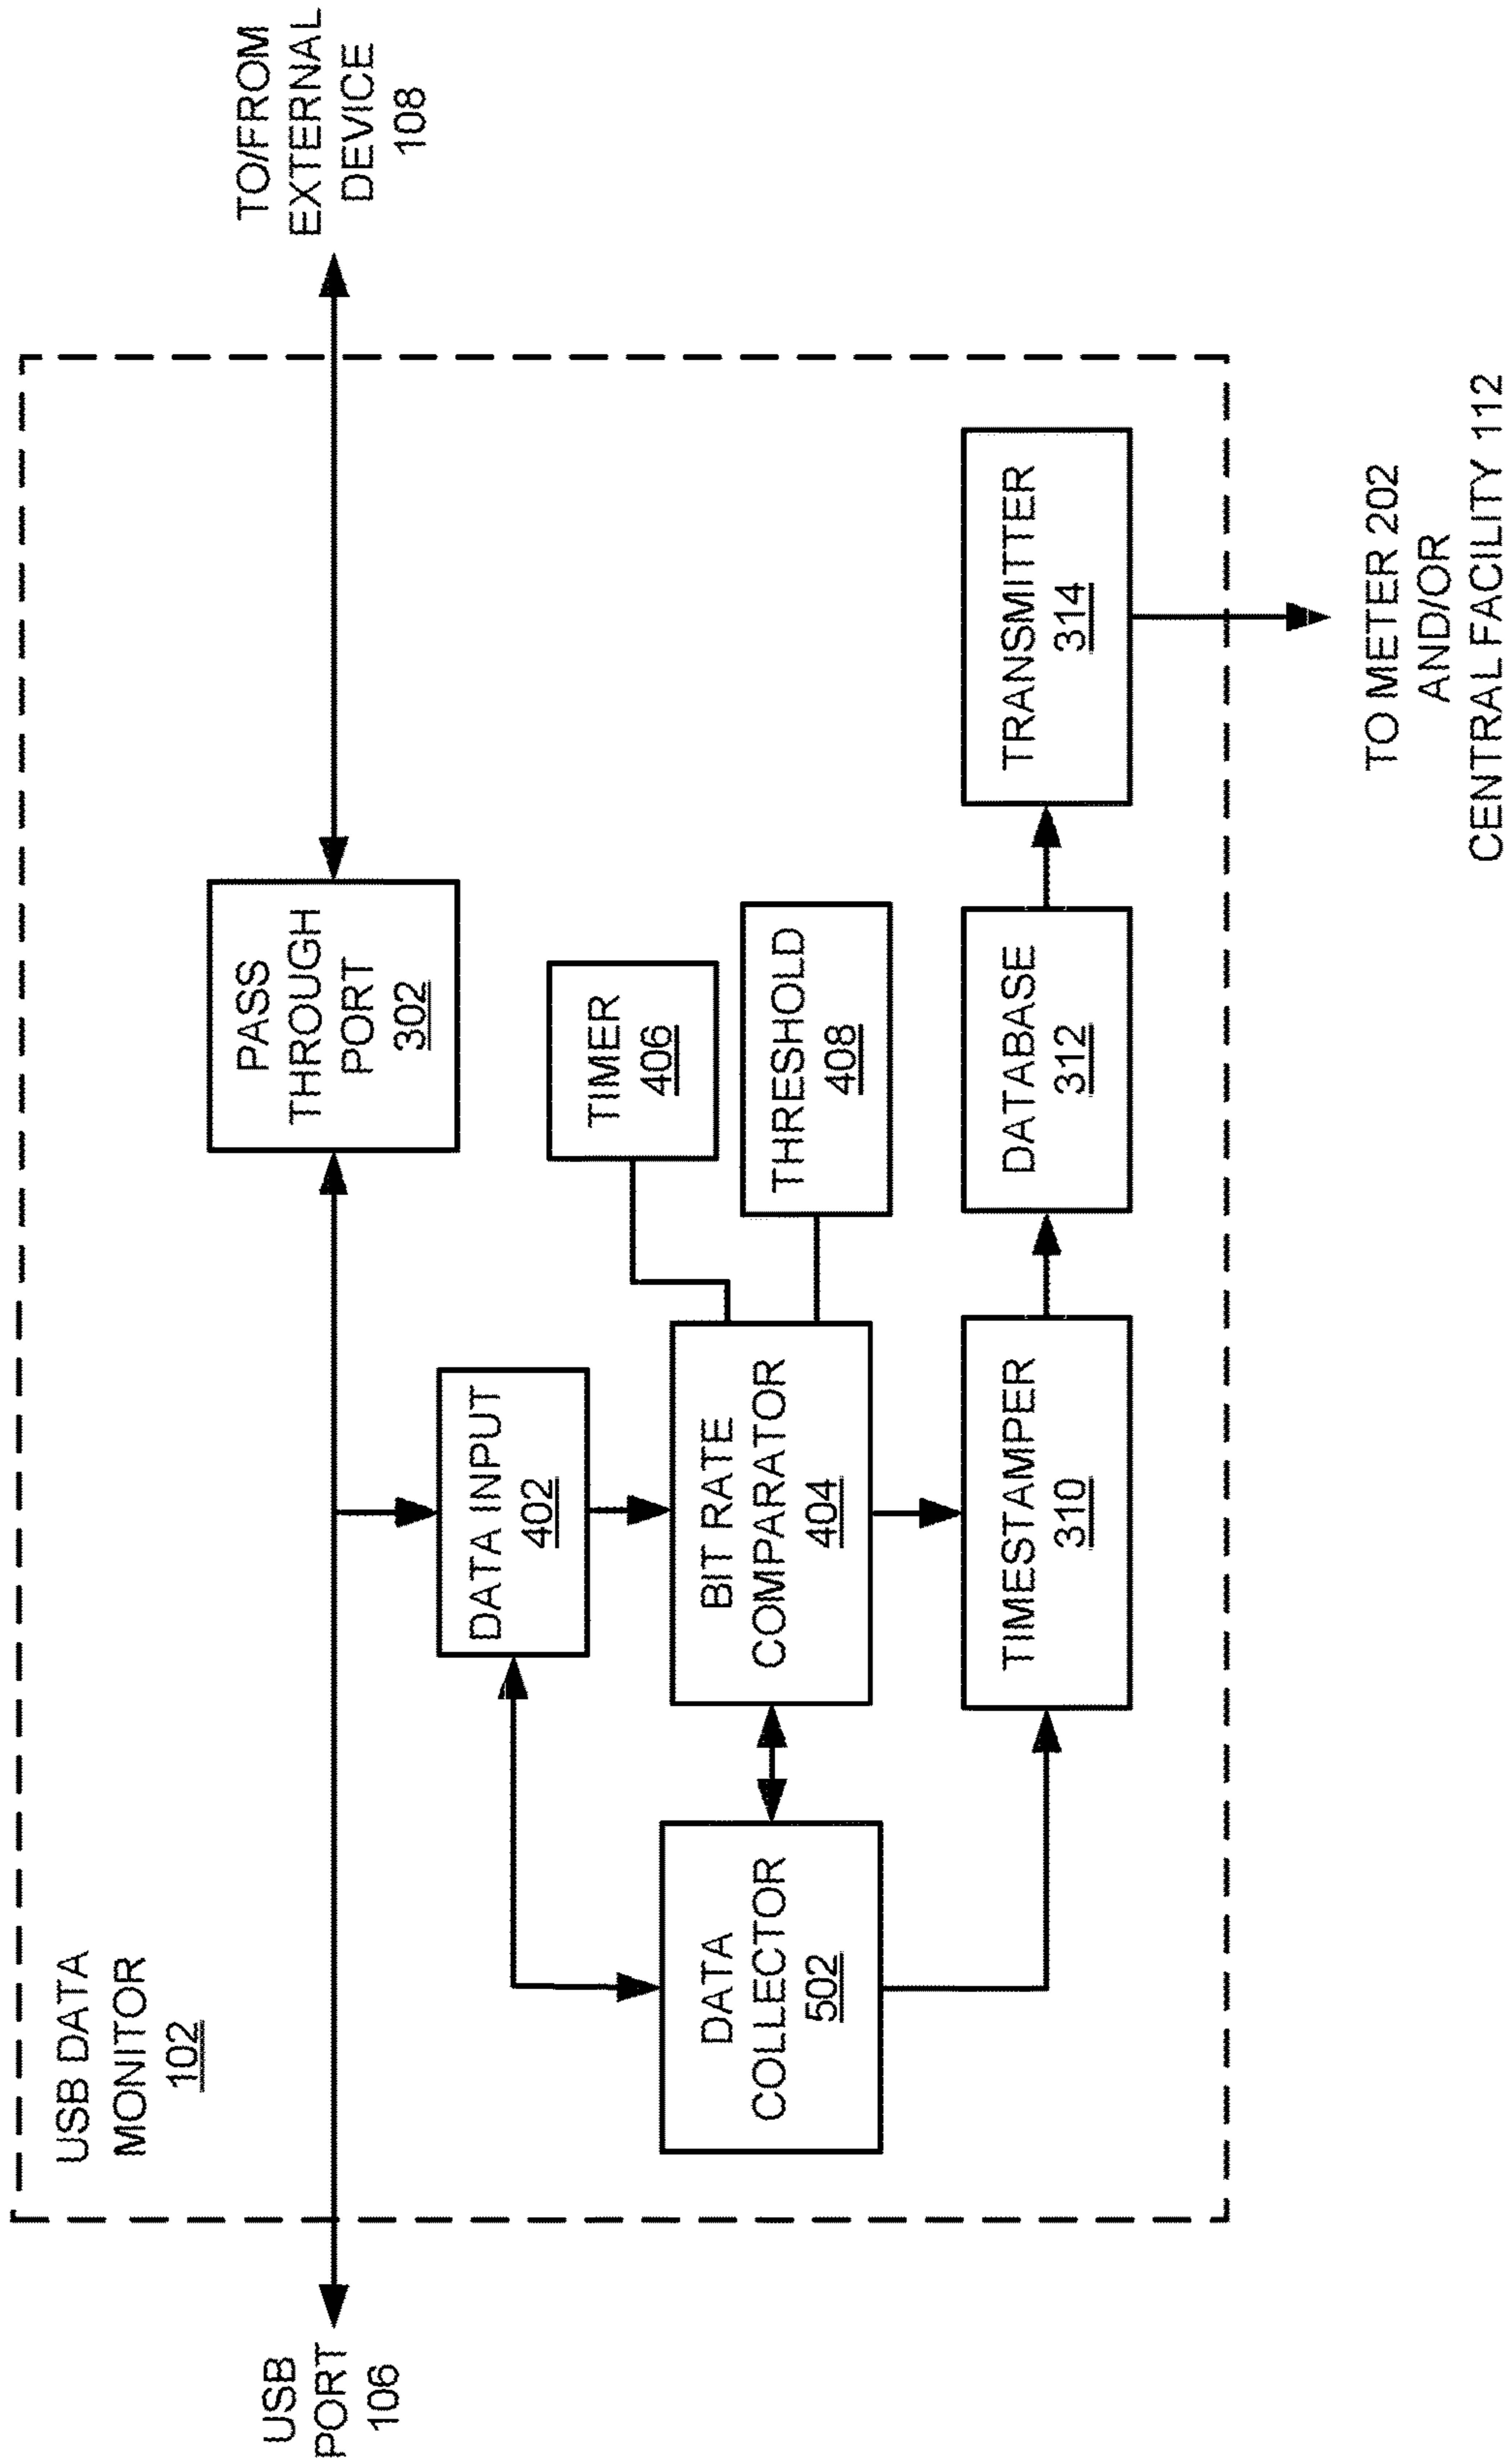 USB DATA
MONITOR
102
USB
PORT
106
PASS
THROUGH
PORT
302
TO/FROM
EXTERNAL
DEVICE
108
DATA INPUT
402
TIMER
406
DATA
COLLECTOR
502
BIT RATE
COMPARATOR
404
THRESHOLD
408
TIMESTAMPER
310
DATABASE
312
TRANSMITTER
314
TO METER 202
AND/OR
CENTRAL FACILITY 112